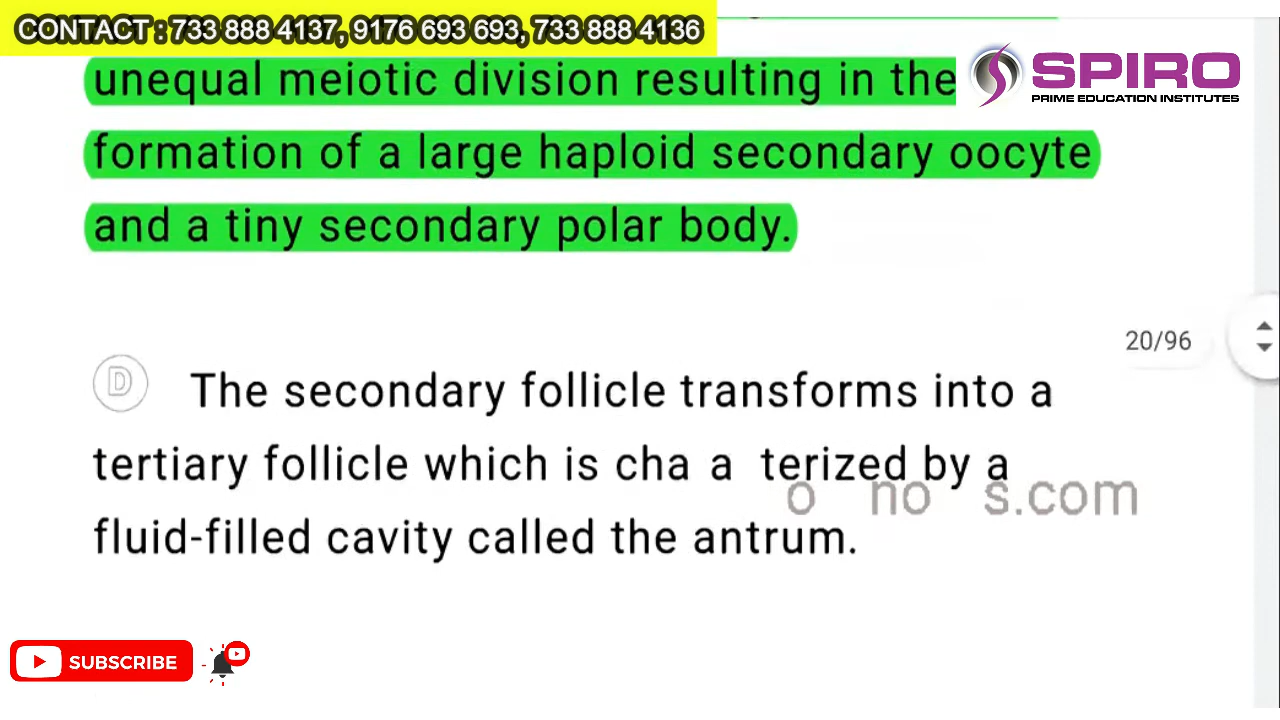 CONTACT : 733 888 4137, 9176 693 693, 733 888 4136
SPIRO
PRIME EDUCATION INSTITUTES
unequal meiotic division resulting in the
formation of a large haploid secondary oocyte
and a tiny secondary polar body.
20/96
D The secondary follicle transforms into a
tertiary follicle which is cha a terized by a
o no s.com
fluid-filled cavity called the antrum.
SUBSCRIBE